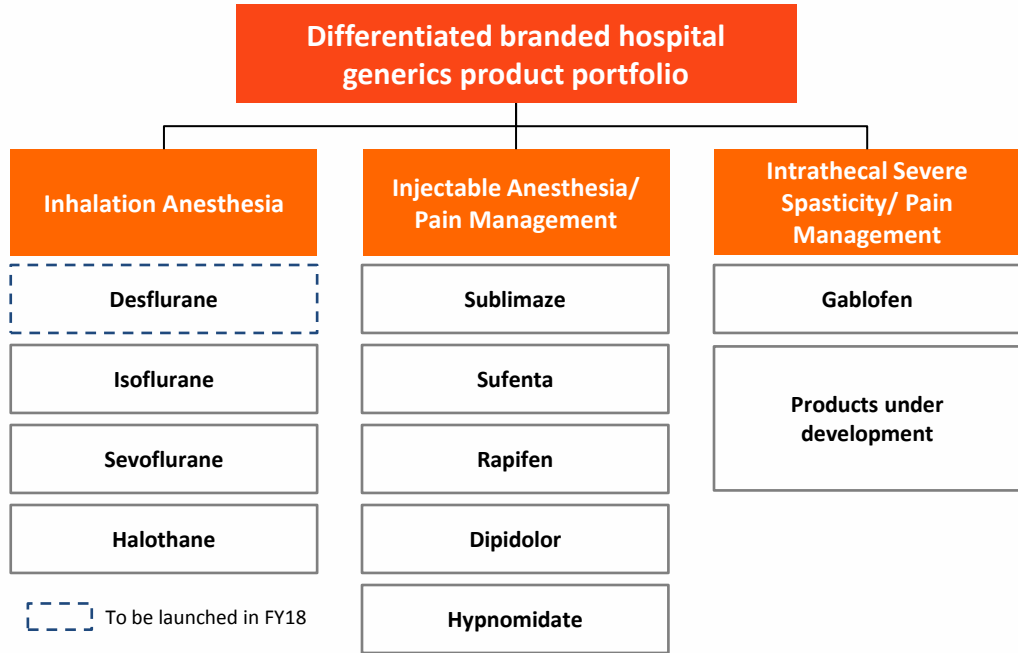 Differentiated branded hospital
generics product portfolio
Inhalation Anesthesia
Desflurane
Isoflurane
Sevoflurane
Halothane
To be launched in FY18
Injectable Anesthesia/
Pain Management
Sublimaze
Sufenta
Rapifen
Dipidolor
Hypnomidate
Intrathecal Severe
Spasticity/ Pain
Management
Gablofen
Products under
development